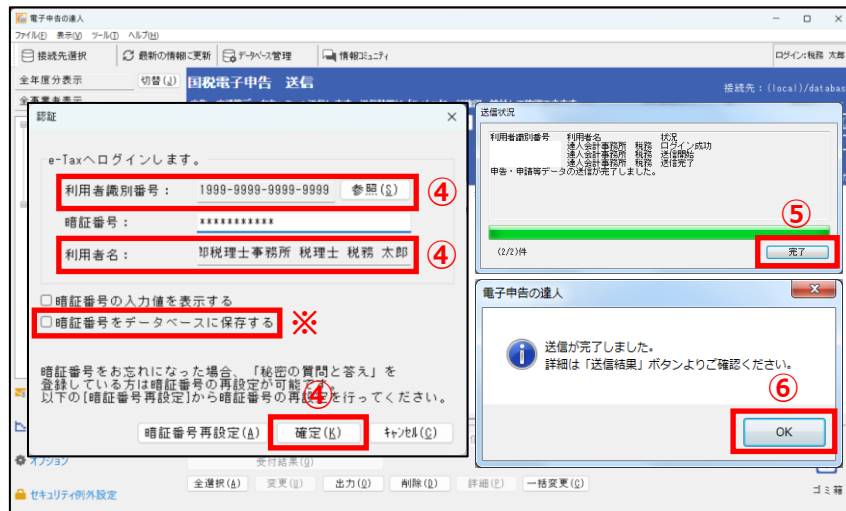 電子申告の達人
ファイル(F) 表示(V) ツール(T) ヘルプ(H)
接続先選択 最新の情報に更新 データベース管理 情報コミュニティ ログイン:税務 太郎
全年度分表示 切替(J) 国税電子申告 送信
接続先：(local)/databas
全事業者表示
認証
e-Taxへログインします。
利用者識別番号： 1999-9999-9999-9999 参照(S) ④
暗証番号： ***********
利用者名： 税理士事務所 税理士 税務 太郎 ④
□暗証番号の入力値を表示する
□暗証番号をデータベースに保存する ※
暗証番号をお忘れになった場合、「秘密の質問と答え」を
登録している方は暗証番号の再設定が可能です。
以下の[暗証番号再設定]から暗証番号の再設定を行ってください。
④
暗証番号再設定(A) 確定(K) キャンセル(C)
送信状況
利用者識別番号 利用者名 状況
達人会計事務所 税務 ログイン成功
達人会計事務所 税務 送信開始
達人会計事務所 税務 送信完了
申告・申請等データの送信が完了しました。
⑤
(2/2)件 完了
電子申告の達人
送信が完了しました。
詳細は「送信結果」ボタンよりご確認ください。
⑥
OK
オプション 受付結果(Q)
セキュリティ例外設定 全選択(A) 変更(U) 出力(O) 削除(D) 詳細(P) 一括変更(C) ゴミ箱